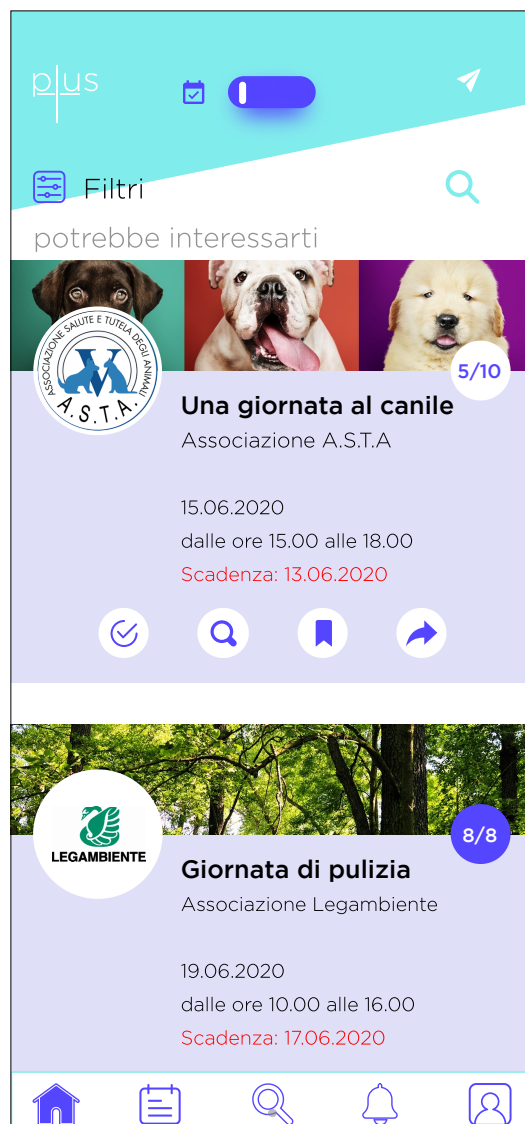 plus
Filtri
potrebbe interessarti
ASSOCIAZIONE SALUTE E TUTELA DEGLI ANIMALI
A.S.T.A.
5/10
Una giornata al canile
Associazione A.S.T.A
15.06.2020
dalle ore 15.00 alle 18.00
Scadenza: 13.06.2020
LEGAMBIENTE
8/8
Giornata di pulizia
Associazione Legambiente
19.06.2020
dalle ore 10.00 alle 16.00
Scadenza: 17.06.2020